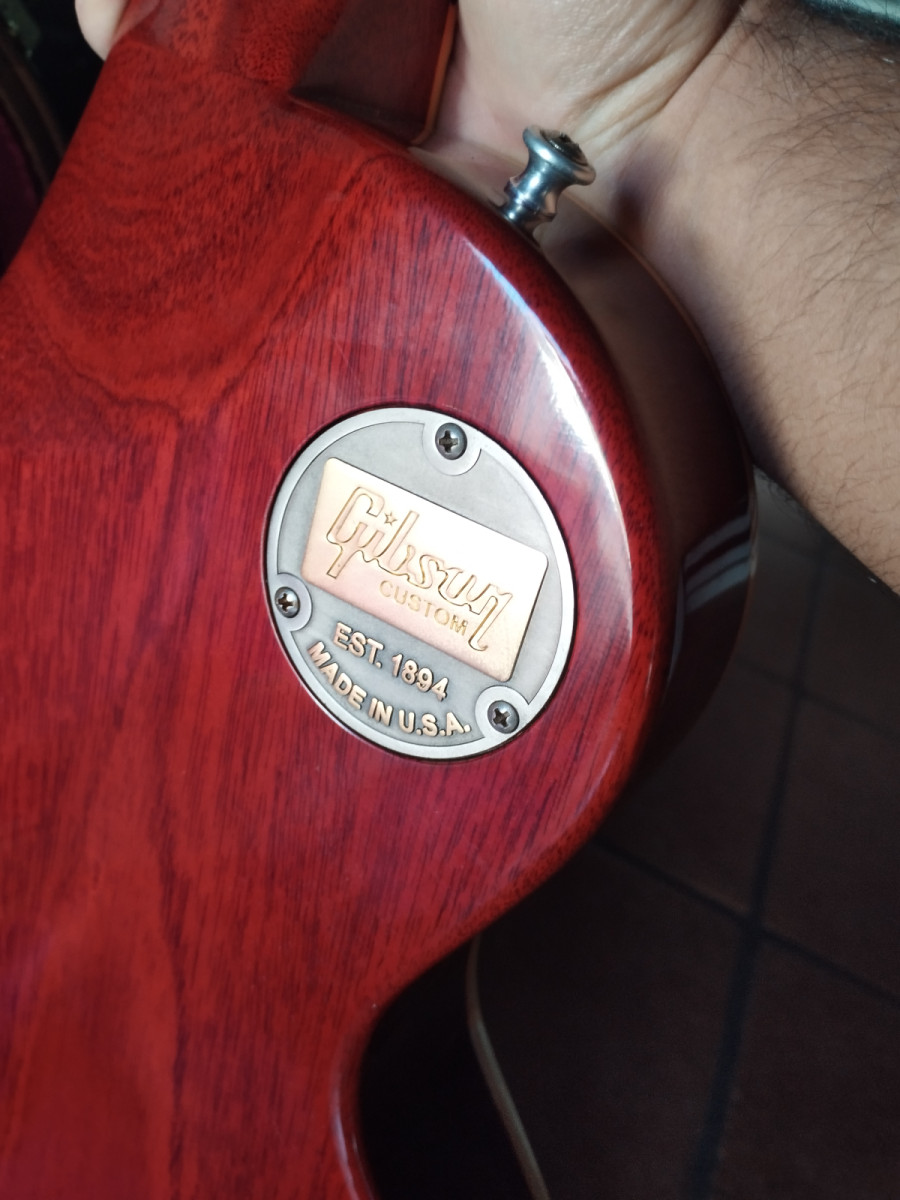 Gibson
CUSTOM
EST. 1894
MADE IN U.S.A.